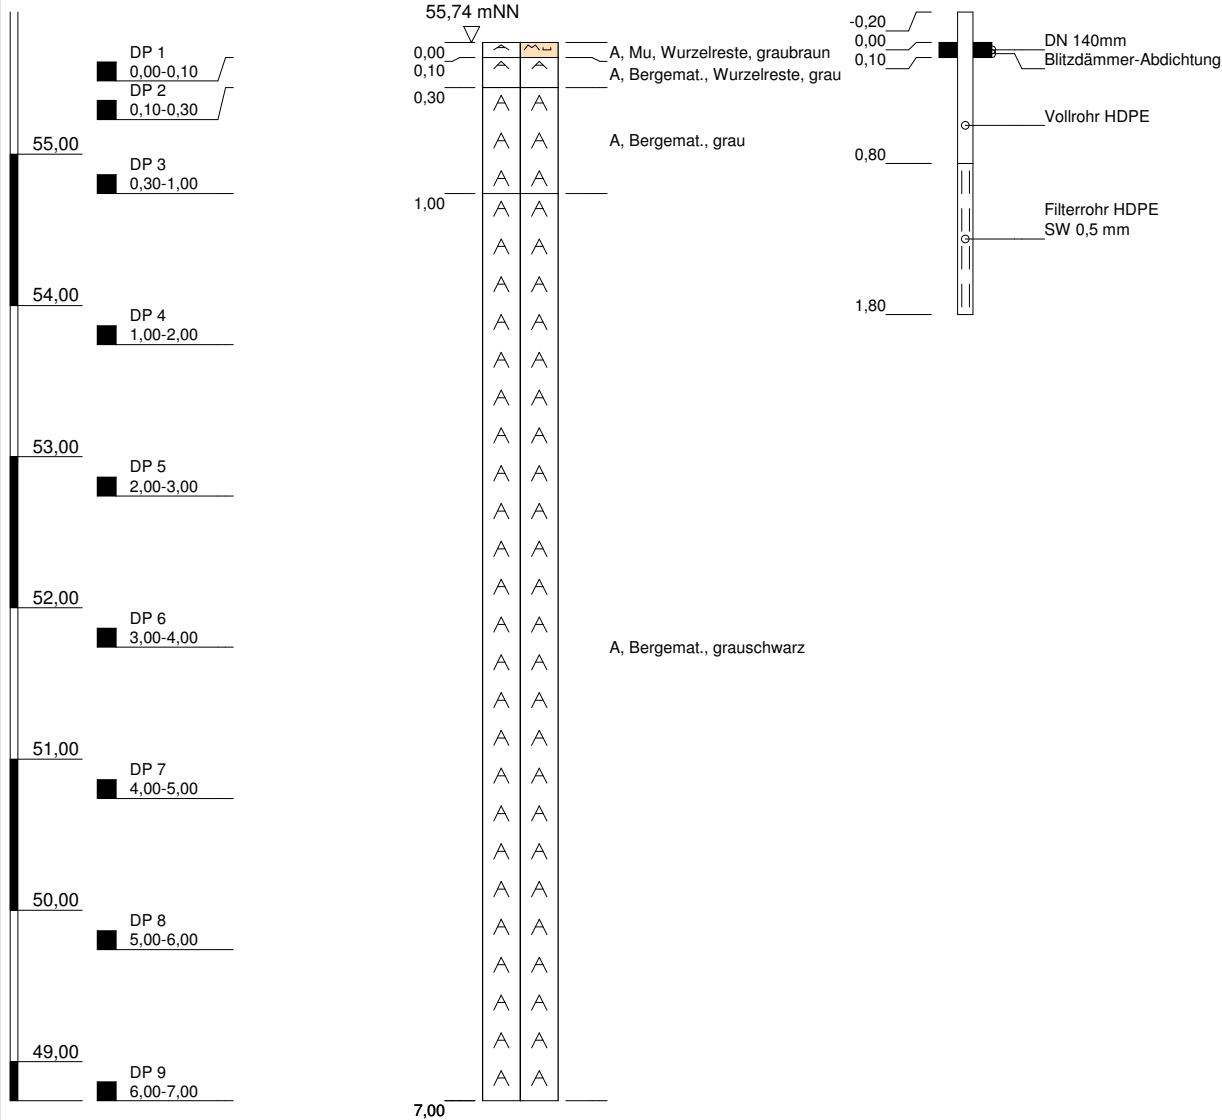 55,74 mNN
DP 1
0,00-0,10
DP 2
0,10-0,30
55,00
DP 3
0,30-1,00
54,00
DP 4
1,00-2,00
53,00
DP 5
2,00-3,00
52,00
DP 6
3,00-4,00
51,00
DP 7
4,00-5,00
50,00
DP 8
5,00-6,00
49,00
DP 9
6,00-7,00
0,00
0,10
0,30
1,00
7,00
A, Mu, Wurzelreste, graubraun
A, Bergemat., Wurzelreste, grau
A, Bergemat., grau
A, Bergemat., grauschwarz
-0,20
0,00
0,10
0,80
1,80
DN 140mm
Blitzdämmer-Abdichtung
Vollrohr HDPE
Filterrohr HDPE
SW 0,5 mm